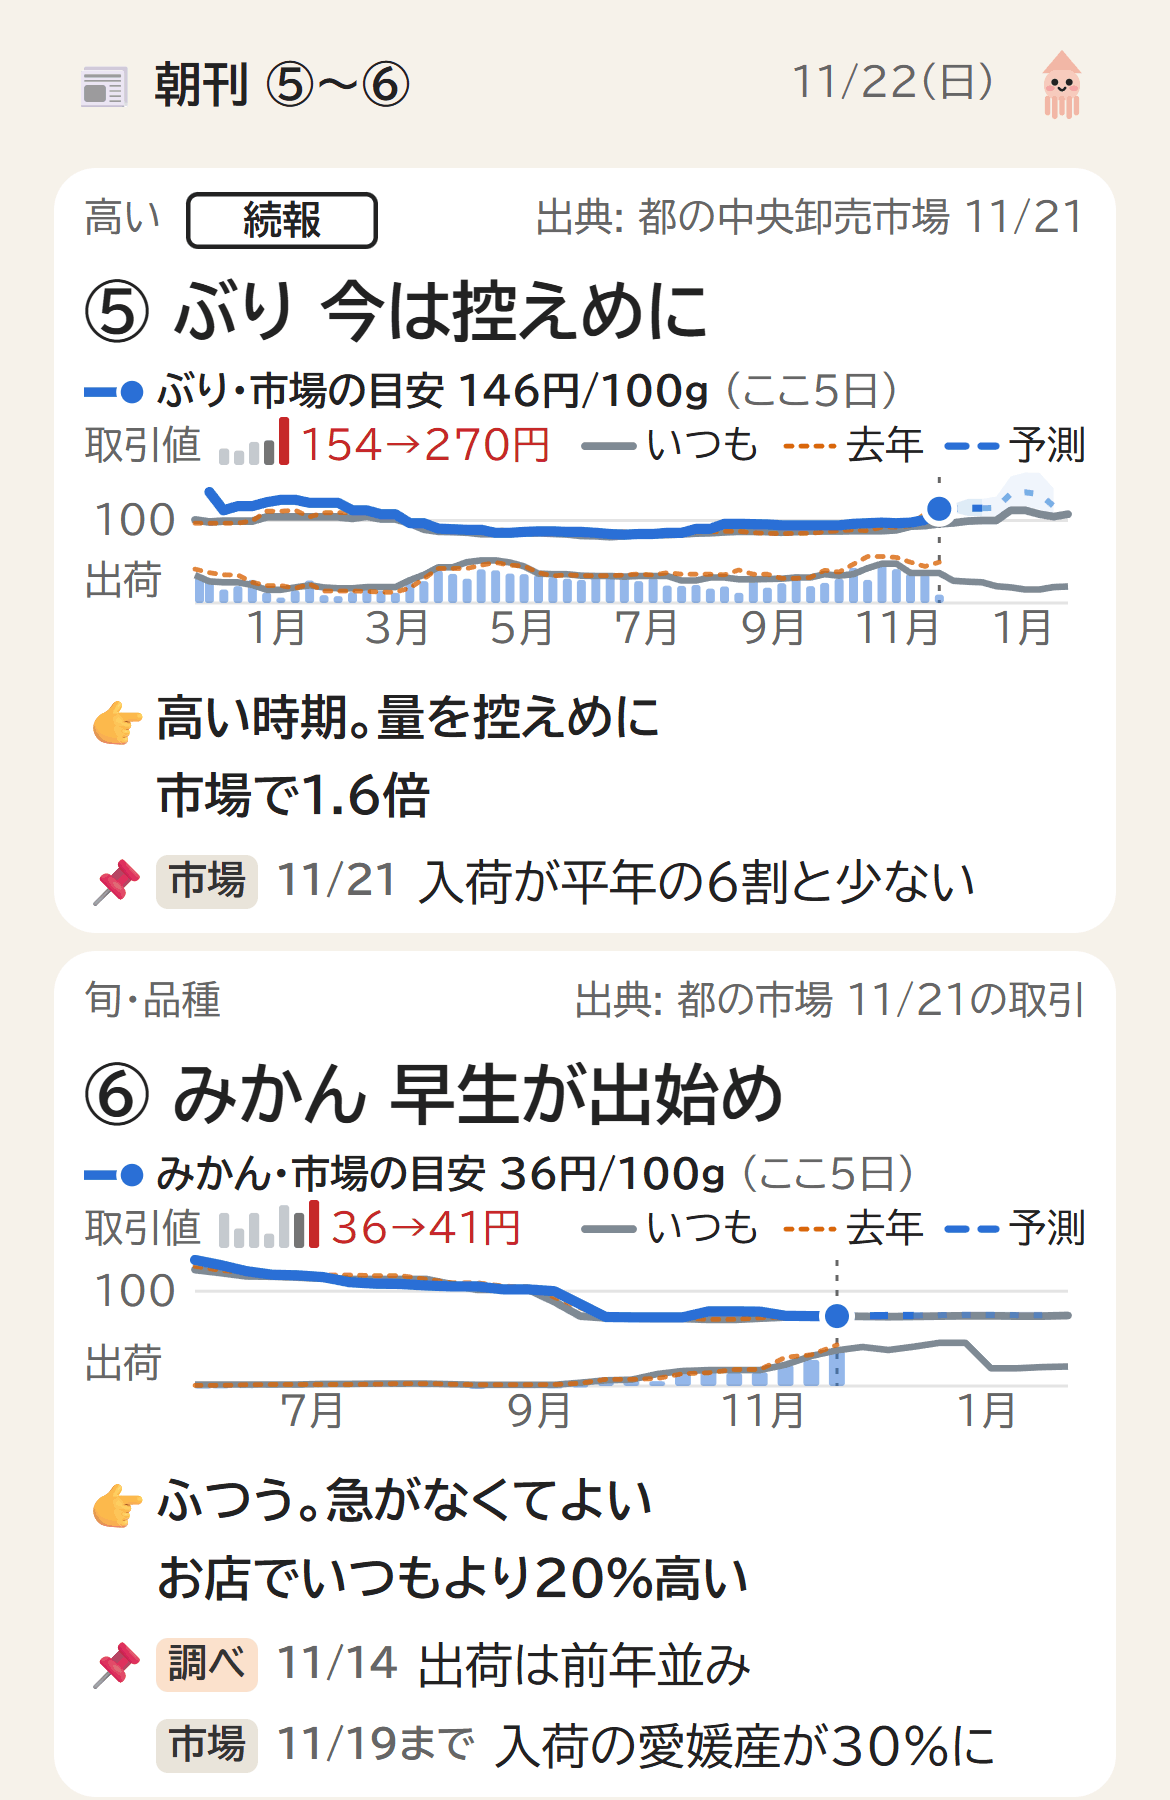 朝刊 ⑤〜⑥ 11/22(日)
高い 続報 出典: 都の中央卸売市場 11/21
⑤ ぶり 今は控えめに
ぶり・市場の目安 146円/100g (ここ5日)
取引値 154→270円 いつも 去年 予測
100
出荷
1月 3月 5月 7月 9月 11月 1月
高い時期。量を控えめに
市場で1.6倍
市場 11/21 入荷が平年の6割と少ない
旬・品種 出典: 都の市場 11/21の取引
⑥ みかん 早生が出始め
みかん・市場の目安 36円/100g (ここ5日)
取引値 36→41円 いつも 去年 予測
100
出荷
7月 9月 11月 1月
ふつう。急がなくてよい
お店でいつもより20%高い
調べ 11/14 出荷は前年並み
市場 11/19まで 入荷の愛媛産が30%に